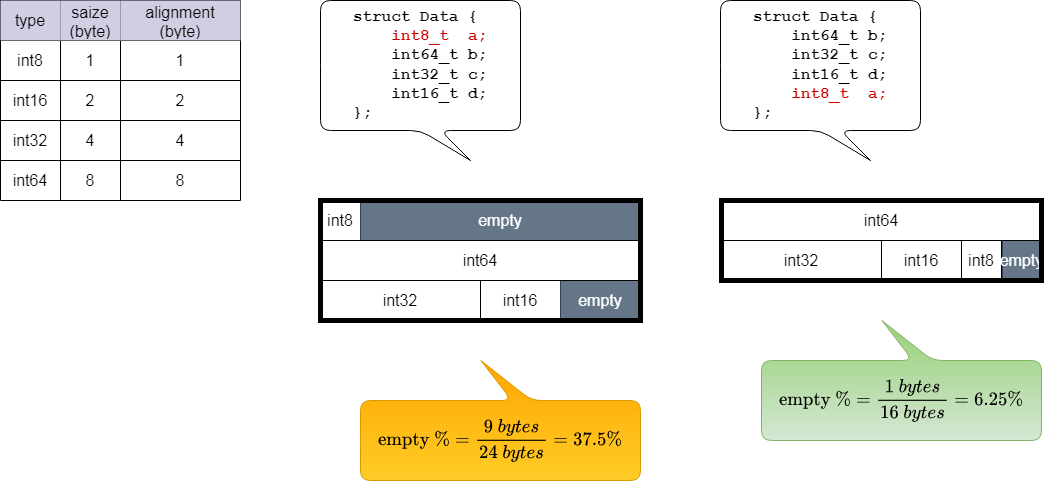 type saize (byte) alignment (byte)
int8 1 1
int16 2 2
int32 4 4
int64 8 8
struct Data {
int8_t a;
int64_t b;
int32_t c;
int16_t d;
};
int8 empty
int64
int32 int16 empty
empty % = 9 bytes / 24 bytes = 37.5%
struct Data {
int64_t b;
int32_t c;
int16_t d;
int8_t a;
};
int64
int32 int16 int8 empty
empty % = 1 bytes / 16 bytes = 6.25%